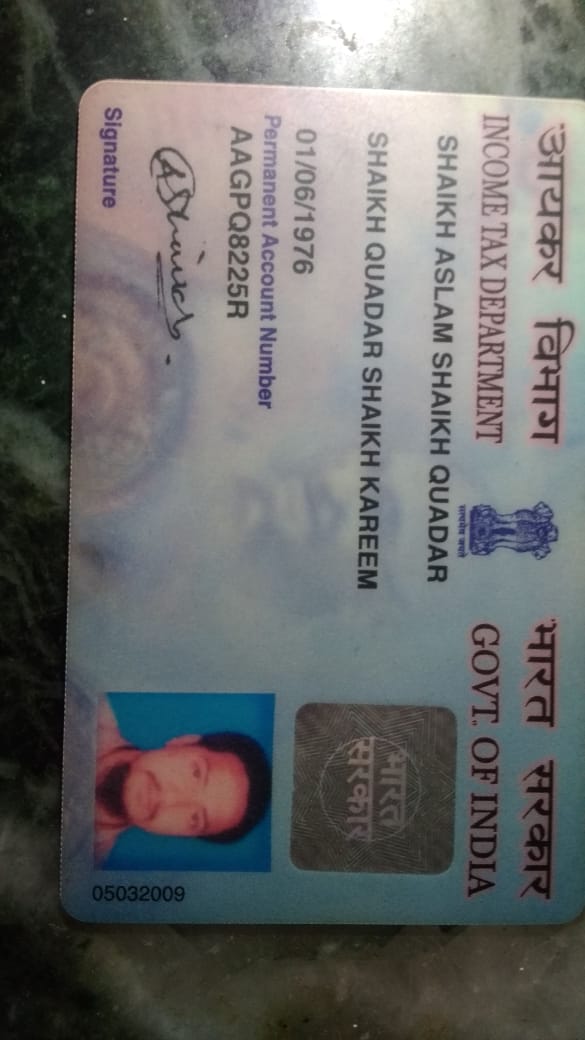 आयकर विभाग
INCOME TAX DEPARTMENT
सत्यमेव जयते
भारत सरकार
GOVT. OF INDIA
SHAIKH ASLAM SHAIKH QUADAR
SHAIKH QUADAR SHAIKH KAREEM
01/06/1976
Permanent Account Number
AAGPQ8225R
Signature
भारत
सरकार
05032009